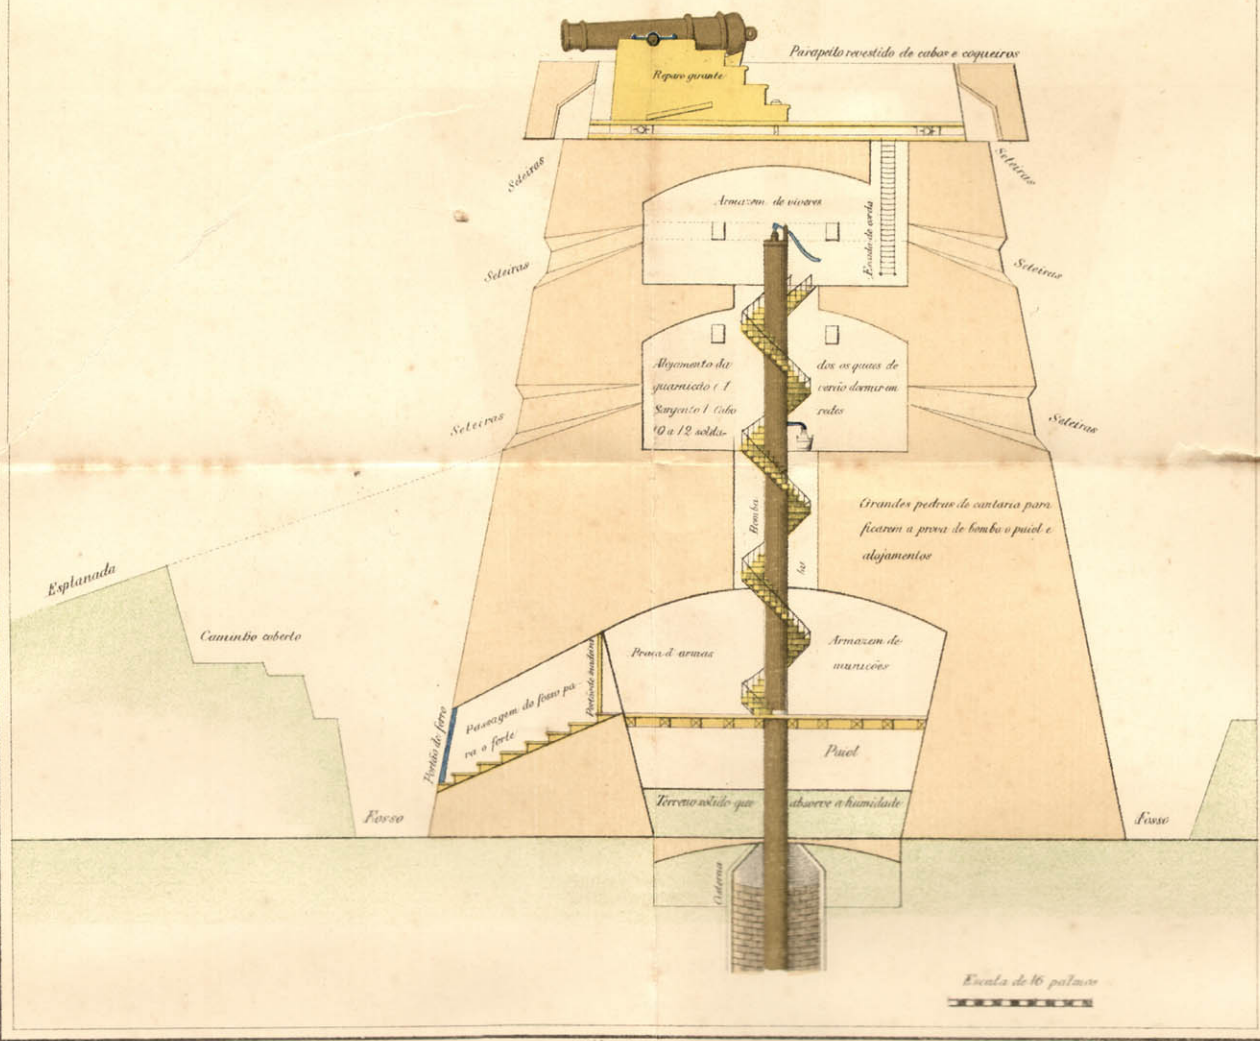 Parapeito revestido de cabos e coqueiros
Reparo girante
Seteiras
Seteiras
Armazem de viveres
Escada de corda
Seteiras
Seteiras
Alojamento da
guarnicão (1
Sargento 1 Cabo
10 a 12 solda-
dos os quaes de
verão dormir em
redes
Seteiras
Seteiras
Bomba
Grandes pedras de cantaria para
ficarem a prova de bomba o paiol e
alojamentos
Esplanada
Caminho coberto
Praça d'armas
Armazem de
munições
Portão de madeira
Passagem do fosso pa-
ra o forte
Portão de ferro
Paiol
Terreno solido que absorve a humidade
Fosso
Fosso
Cisterna
Escala de 16 palmos